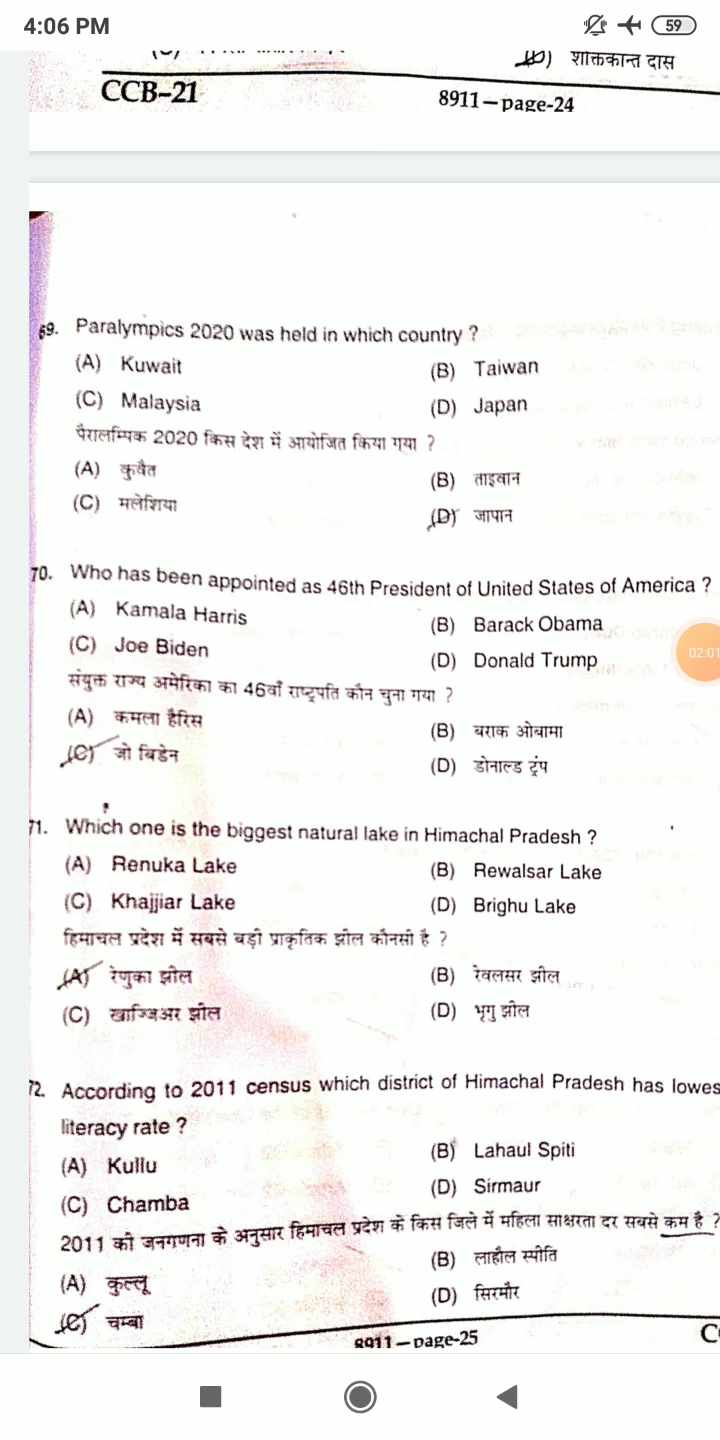 4:06 PM
59
शक्तिकान्त दास
CCB-21
8911-page-24
69. Paralympics 2020 was held in which country ?
(A) Kuwait
(B) Taiwan
(C) Malaysia
(D) Japan
पैरालम्पिक 2020 किस देश में आयोजित किया गया ?
(A) कुवैत
(B) ताइवान
(C) मलेशिया
(D) जापान
70. Who has been appointed as 46th President of United States of America ?
(A) Kamala Harris
(B) Barack Obama
(C) Joe Biden
(D) Donald Trump
02:01
संयुक्त राज्य अमेरिका का 46वाँ राष्ट्रपति कौन चुना गया ?
(A) कमला हैरिस
(B) बराक ओबामा
(C) जो बिडेन
(D) डोनाल्ड ट्रंप
71. Which one is the biggest natural lake in Himachal Pradesh ?
(A) Renuka Lake
(B) Rewalsar Lake
(C) Khajjiar Lake
(D) Brighu Lake
हिमाचल प्रदेश में सबसे बड़ी प्राकृतिक झील कौनसी है ?
(A) रेणुका झील
(B) रेवलसर झील
(C) खाज्जिअर झील
(D) भृगु झील
72. According to 2011 census which district of Himachal Pradesh has lowes
literacy rate ?
(A) Kullu
(B) Lahaul Spiti
(C) Chamba
(D) Sirmaur
2011 की जनगणना के अनुसार हिमाचल प्रदेश के किस जिले में महिला साक्षरता दर सबसे कम है ?
(A) कुल्लू
(B) लाहौल स्पीति
(C) चम्बा
(D) सिरमौर
8911-page-25